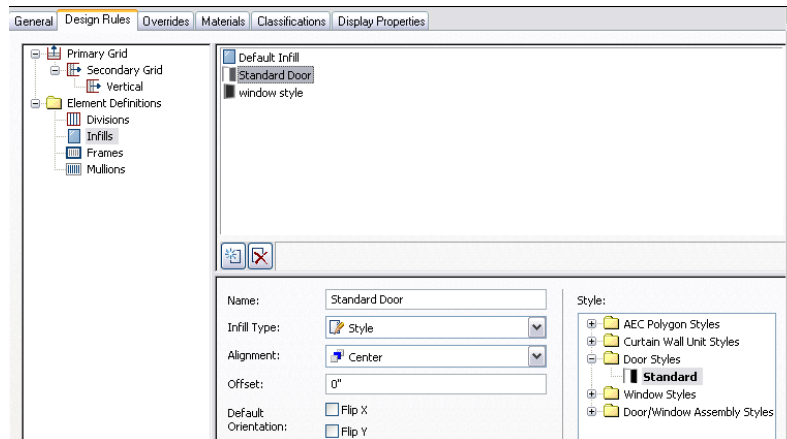 General Design Rules Overrides Materials Classifications Display Properties
Primary Grid
Secondary Grid
Vertical
Element Definitions
Divisions
Infills
Frames
Mullions
Default Infill
Standard Door
window style
Name: Standard Door
Infill Type: Style
Alignment: Center
Offset: 0"
Default
Orientation:
Flip X
Flip Y
Style:
AEC Polygon Styles
Curtain Wall Unit Styles
Door Styles
Standard
Window Styles
Door/Window Assembly Styles